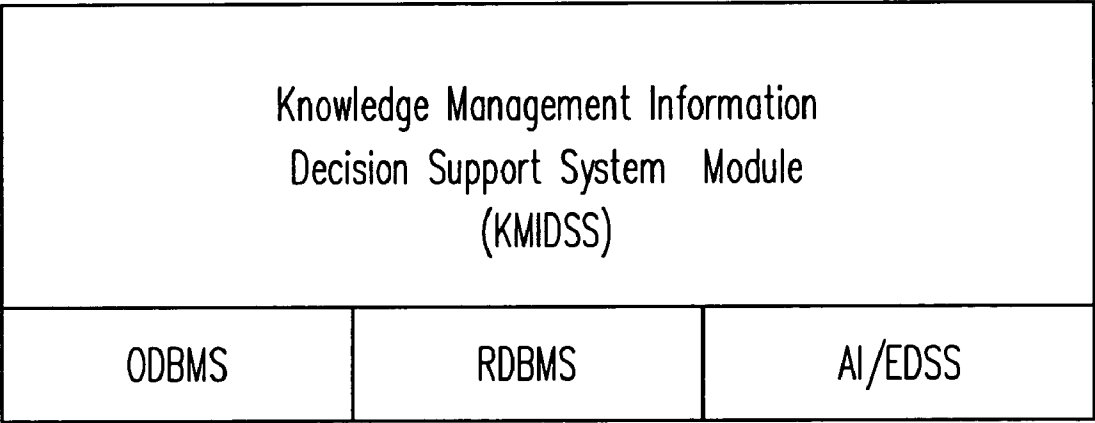 Knowledge Management Information
Decision Support System Module
(KMIDSS)
ODBMS
RDBMS
AI/EDSS